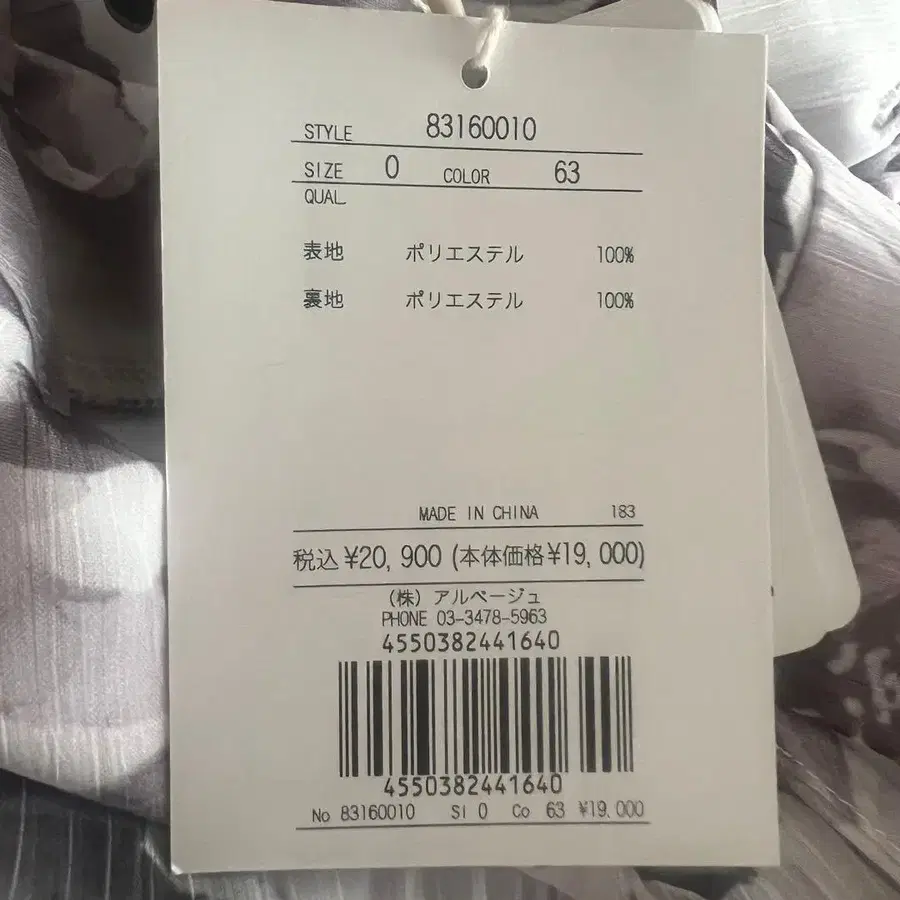 STYLE 83160010
SIZE 0 COLOR 63
QUAL
表地 ポリエステル 100%
裏地 ポリエステル 100%
MADE IN CHINA 183
税込¥20,900(本体価格¥19,000)
(株)アルページュ
PHONE 03-3478-5963
4550382441640
4550382441640
No 83160010 SI 0 Co 63 ¥19.000